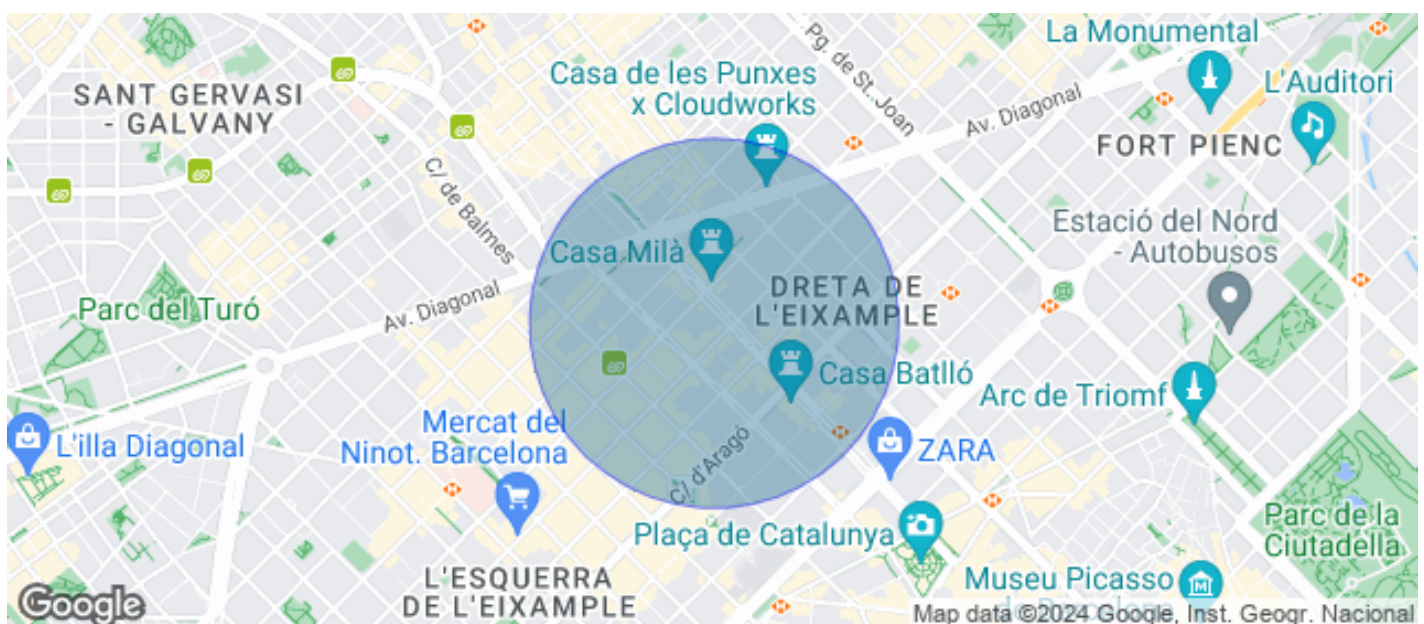 La Monumental
Casa de les Punxes
x Cloudworks
Pg. de St. Joan
L'Auditori
SANT GERVASI
- GALVANY
Av. Diagonal
FORT PIENC
C/ de Balmes
Estació del Nord
- Autobusos
Casa Milà
DRETA DE
L'EIXAMPLE
Parc del Turó
Av. Diagonal
Casa Batlló
Arc de Triomf
Mercat del
Ninot. Barcelona
L'illa Diagonal
C/ d'Aragó
ZARA
Plaça de Catalunya
Parc de la
Ciutadella
L'ESQUERRA
DE L'EIXAMPLE
Museu Picasso
Google
Map data ©2024 Google, Inst. Geogr. Nacional